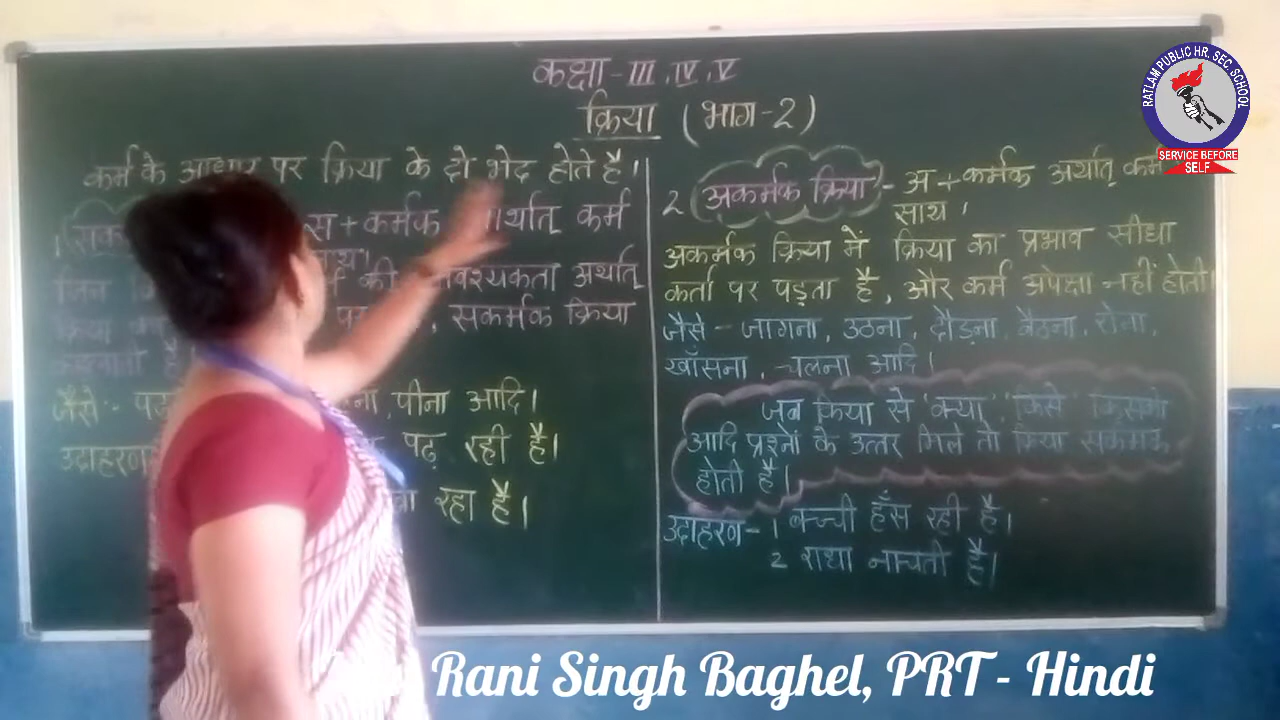 कक्षा - III , IV , V
क्रिया ( भाग - 2 )
कर्म के आधार पर क्रिया के दो भेद होते है।
स + कर्मक अर्थात् कर्म
साथ।
जिन की आवश्यकता अर्थात्
क्रिया , सकर्मक क्रिया
जैसे :- ना , पीना आदि।
उदाहरण पढ़ रही है।
रहा है।
2 अकर्मक क्रिया - अ + कर्मक अर्थात् कर्म
साथ ।
अकर्मक क्रिया में क्रिया का प्रभाव सीधा
कर्ता पर पड़ता है , और कर्म अपेक्षा नहीं होती।
जैसे - जागना , उठना , दौड़ना , बैठना , रोना ,
खाँसना , चलना आदि ।
जब क्रिया से "क्या" "किसे" किसको
आदि प्रश्नों के उत्तर मिले तो क्रिया सकर्मक
होती है।
उदाहरण - 1 बच्ची हँस रही है।
2 राधा नाचती है।
RATLAM PUBLIC HR. SEC. SCHOOL
SERVICE BEFORE
SELF
Rani Singh Baghel, PRT - Hindi